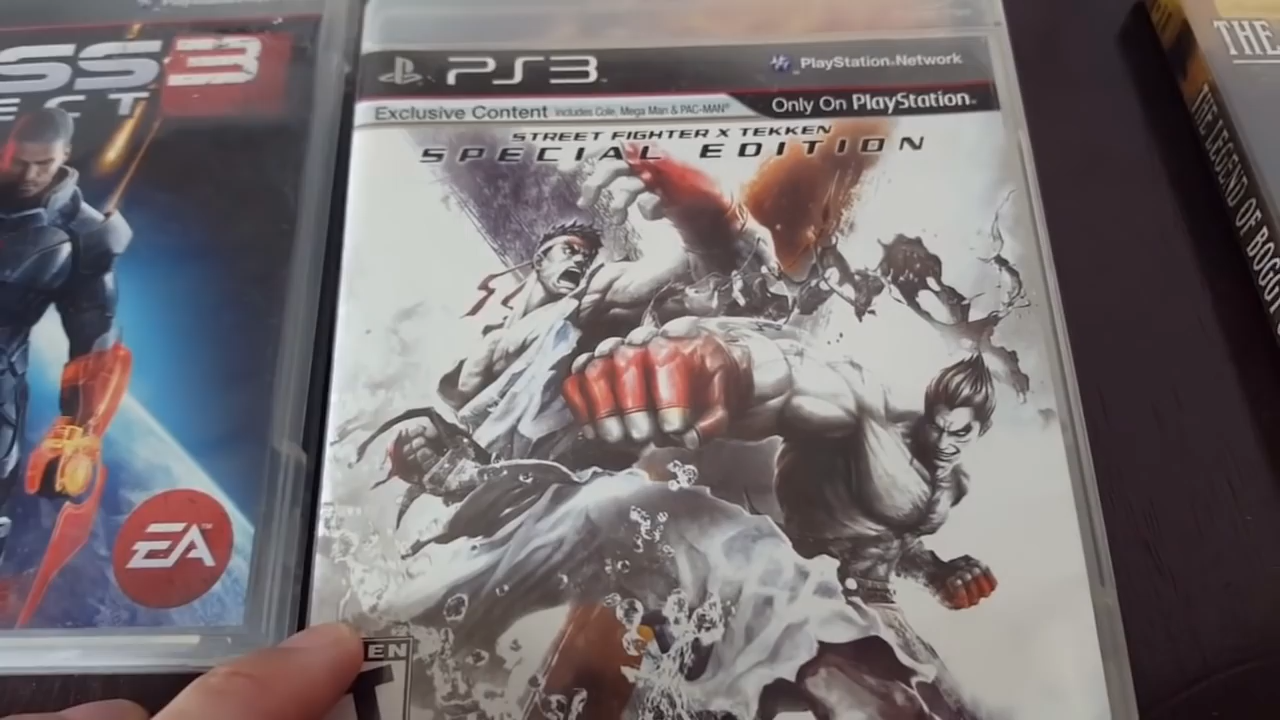 SS3
ECT
EA
PS3
PlayStation Network
Exclusive Content Includes Cole, Mega Man & PAC-MAN®
Only On PlayStation
STREET FIGHTER X TEKKEN
SPECIAL EDITION
EN
T
THE
THE LEGEND OF BOGGY